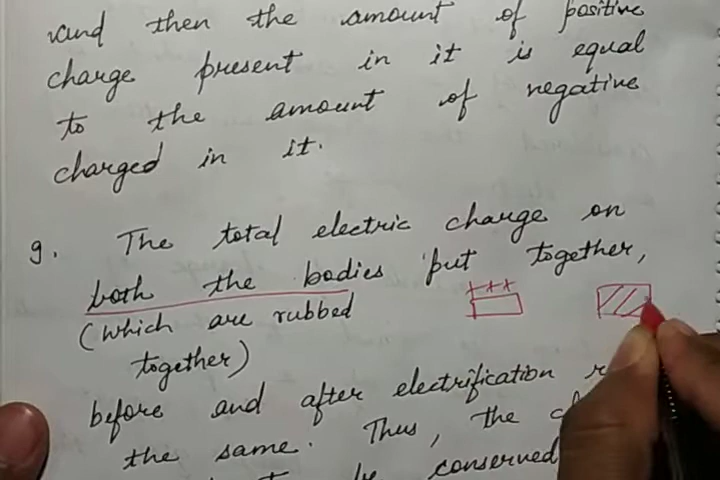 and then the amount of positive
charge present in it is equal
to the amount of negative
charged in it.
9. The total electric charge on
both the bodies put together,
(which are rubbed
+++
together)
before and after electrification
the same. Thus, the
be conserved